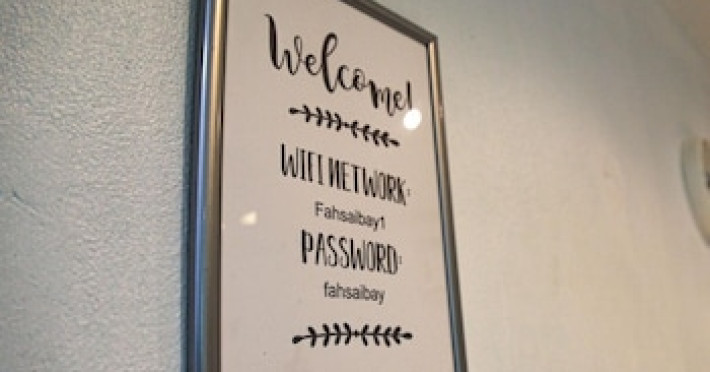 Welcome!
WIFI NETWORK:
Fahsaibay1
PASSWORD:
fahsaibay